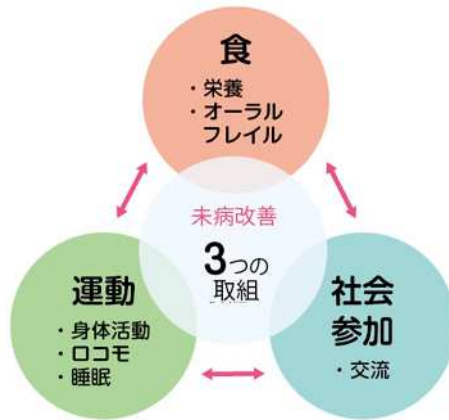 食
・栄養
・オーラル
フレイル
未病改善
3つの
取組
運動
・身体活動
・ロコモ
・睡眠
社会
参加
・交流